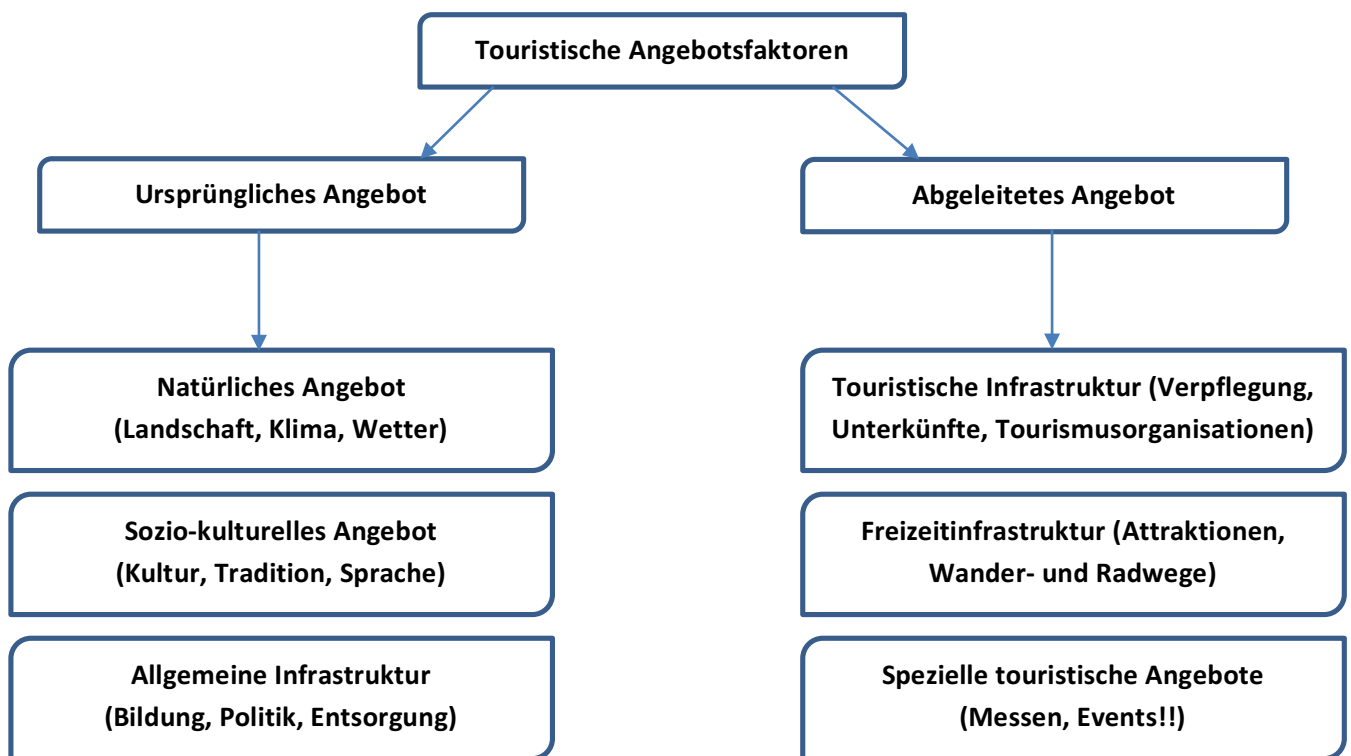 Touristische Angebotsfaktoren
Ursprüngliches Angebot
Abgeleitetes Angebot
Natürliches Angebot
(Landschaft, Klima, Wetter)
Touristische Infrastruktur (Verpflegung,
Unterkünfte, Tourismusorganisationen)
Sozio-kulturelles Angebot
(Kultur, Tradition, Sprache)
Freizeitinfrastruktur (Attraktionen,
Wander- und Radwege)
Allgemeine Infrastruktur
(Bildung, Politik, Entsorgung)
Spezielle touristische Angebote
(Messen, Events!!)